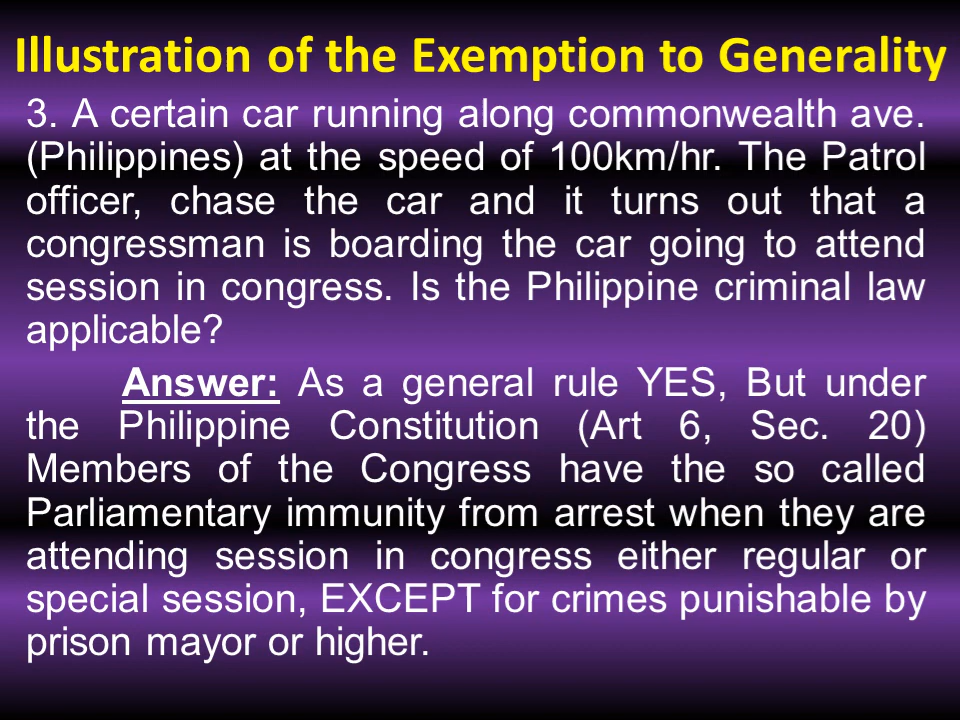 Illustration of the Exemption to Generality
3. A certain car running along commonwealth ave.
(Philippines) at the speed of 100km/hr. The Patrol
officer, chase the car and it turns out that a
congressman is boarding the car going to attend
session in congress. Is the Philippine criminal law
applicable?
Answer: As a general rule YES, But under
the Philippine Constitution (Art 6, Sec. 20)
Members of the Congress have the so called
Parliamentary immunity from arrest when they are
attending session in congress either regular or
special session, EXCEPT for crimes punishable by
prison mayor or higher.